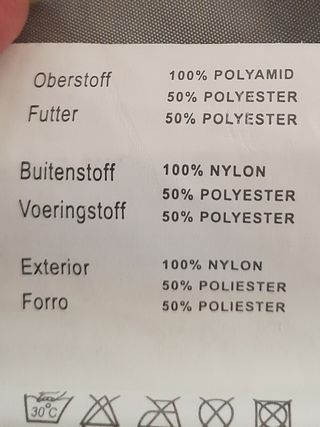 Oberstoff 100% POLYAMID
50% POLYESTER
Futter 50% POLYESTER
Buitenstoff 100% NYLON
50% POLYESTER
Voeringstoff 50% POLYESTER
Exterior 100% NYLON
50% POLIESTER
Forro 50% POLIESTER
30°C